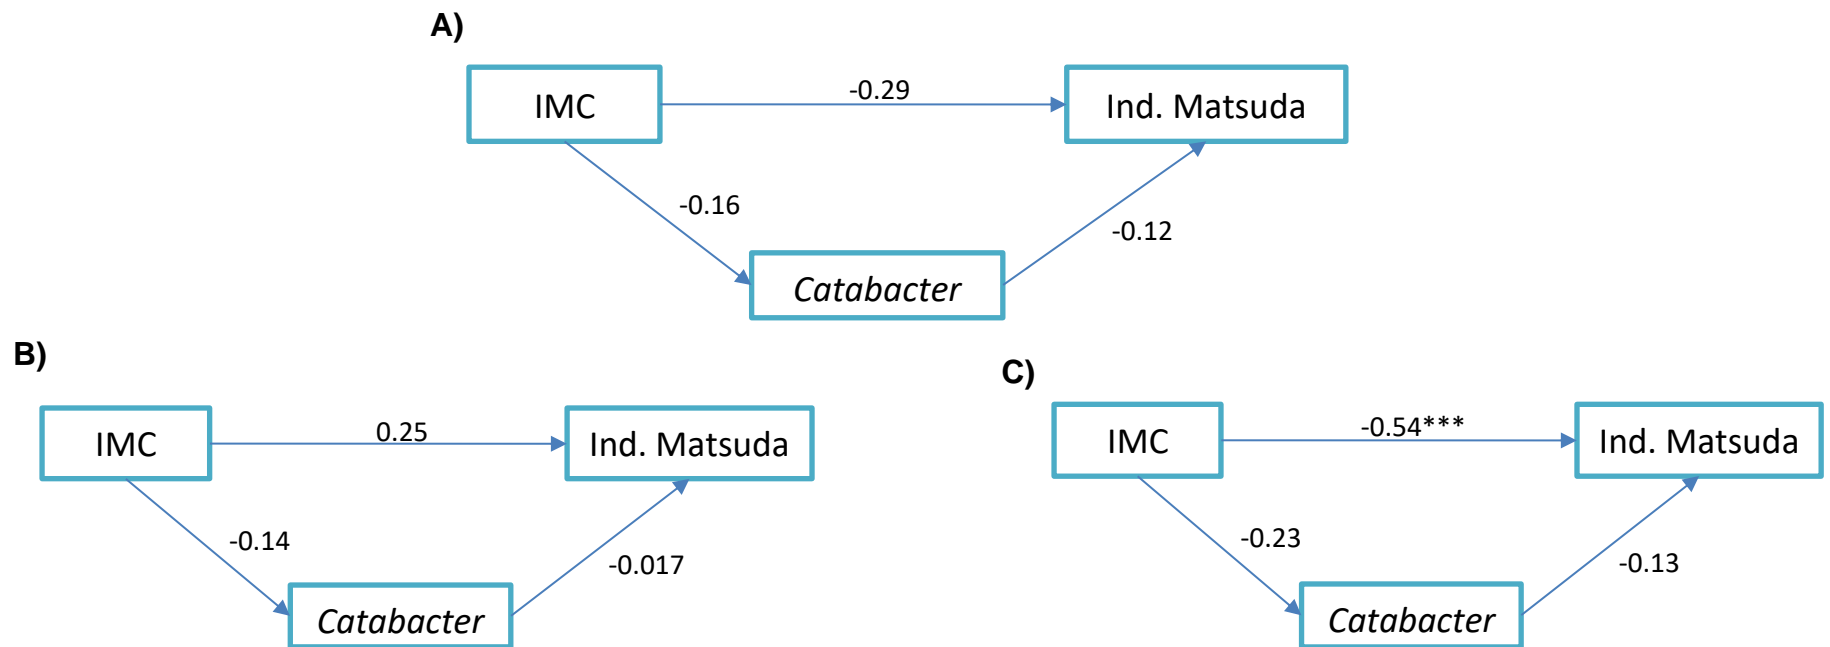 A)
IMC
-0.29
Ind. Matsuda
-0.16
-0.12
Catabacter
B)
IMC
0.25
Ind. Matsuda
-0.14
-0.017
Catabacter
C)
IMC
-0.54***
Ind. Matsuda
-0.23
-0.13
Catabacter